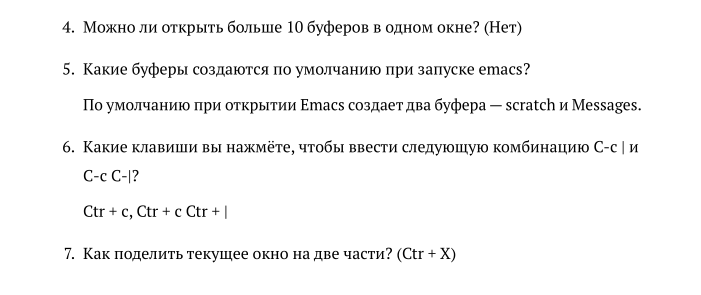 4. Можно ли открыть больше 10 буферов в одном окне? (Нет)
5. Какие буферы создаются по умолчанию при запуске emacs?
По умолчанию при открытии Emacs создает два буфера — scratch и Messages.
6. Какие клавиши вы нажмёте, чтобы ввести следующую комбинацию C-c | и
C-c C-|?
Ctr + c, Ctr + c Ctr + |
7. Как поделить текущее окно на две части? (Ctr + X)